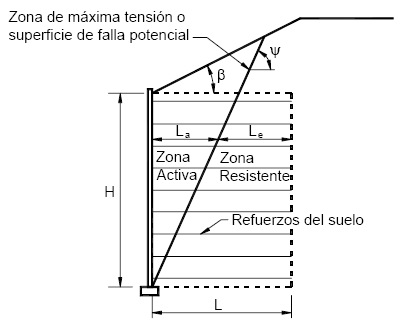 Zona de máxima tensión o
superficie de falla potencial
ψ
β
La
Le
Zona
Activa
Zona
Resistente
H
Refuerzos del suelo
L